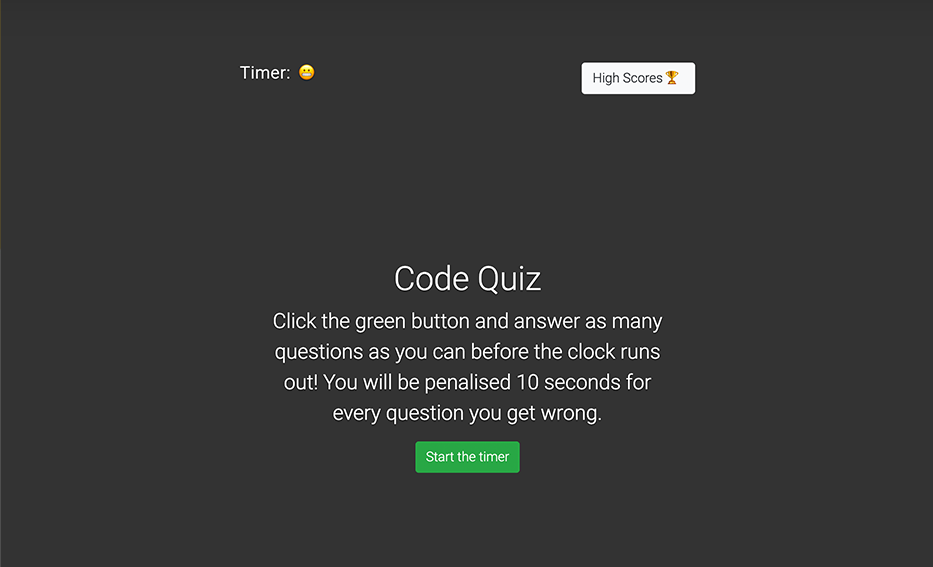 Timer: 😬
High Scores🏆
Code Quiz
Click the green button and answer as many
questions as you can before the clock runs
out! You will be penalised 10 seconds for
every question you get wrong.
Start the timer